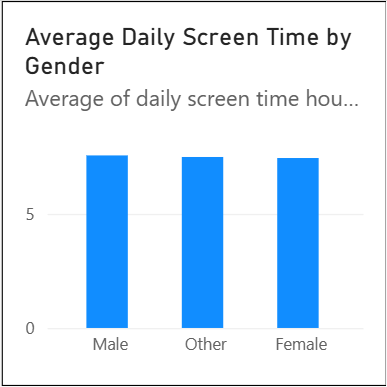 Average Daily Screen Time by
Gender
Average of daily screen time hou...
5
0
Male Other Female